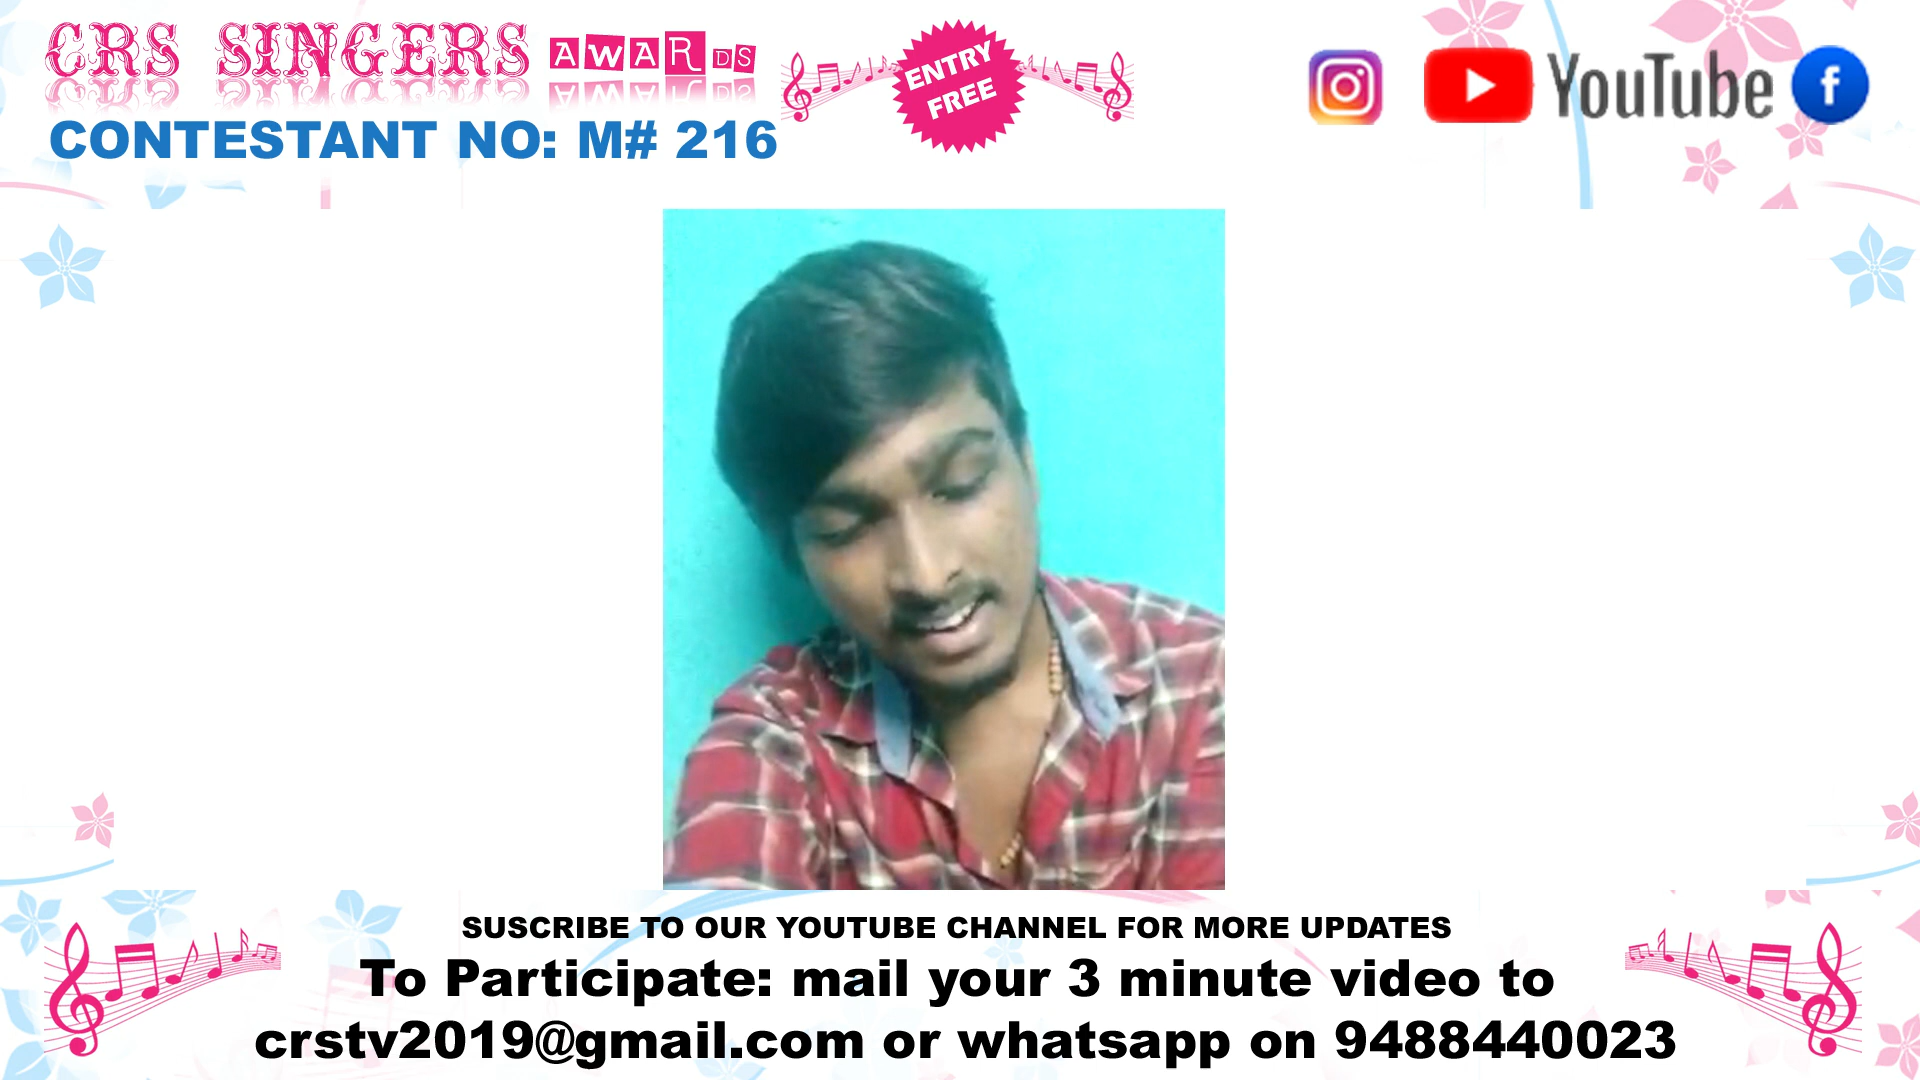 CRS SINGERS AWARDS
ENTRY
FREE
YouTube
CONTESTANT NO: M# 216
SUSCRIBE TO OUR YOUTUBE CHANNEL FOR MORE UPDATES
To Participate: mail your 3 minute video to
crstv2019@gmail.com or whatsapp on 9488440023